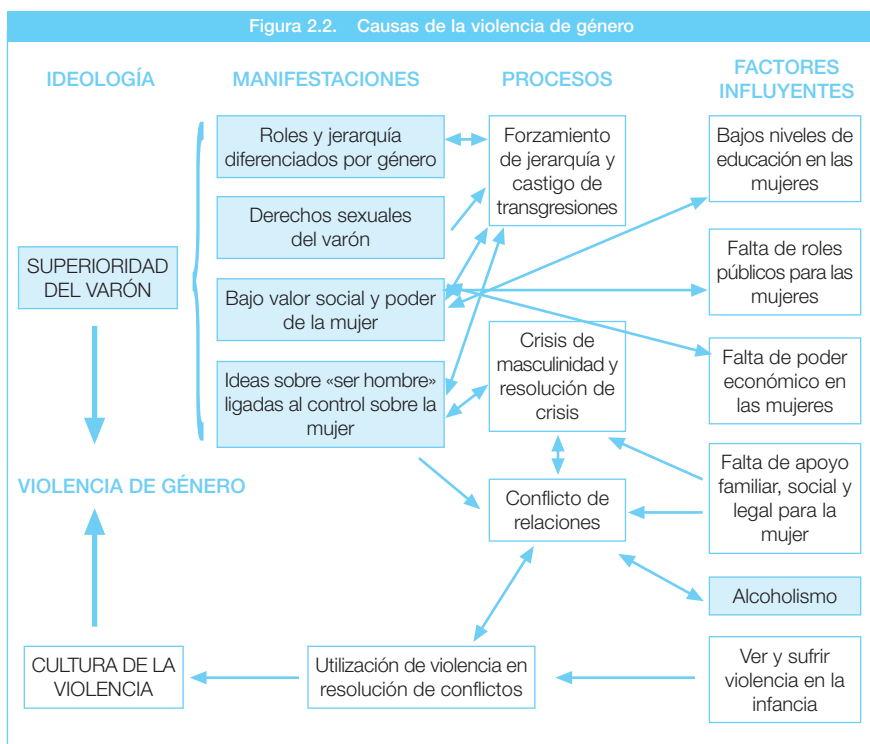 Figura 2.2. Causas de la violencia de género
IDEOLOGÍA
MANIFESTACIONES
PROCESOS
FACTORES
INFLUYENTES
Roles y jerarquía
diferenciados por género
Forzamiento
de jerarquía y
castigo de
transgresiones
Bajos niveles de
educación en las
mujeres
Derechos sexuales
del varón
SUPERIORIDAD
DEL VARÓN
Bajo valor social y poder
de la mujer
Falta de roles
públicos para las
mujeres
Ideas sobre «ser hombre»
ligadas al control sobre la
mujer
Crisis de
masculinidad y
resolución de
crisis
Falta de poder
económico en
las mujeres
VIOLENCIA DE GÉNERO
Conflicto de
relaciones
Falta de apoyo
familiar, social y
legal para la
mujer
Alcoholismo
CULTURA DE LA
VIOLENCIA
Utilización de violencia en
resolución de conflictos
Ver y sufrir
violencia en la
infancia